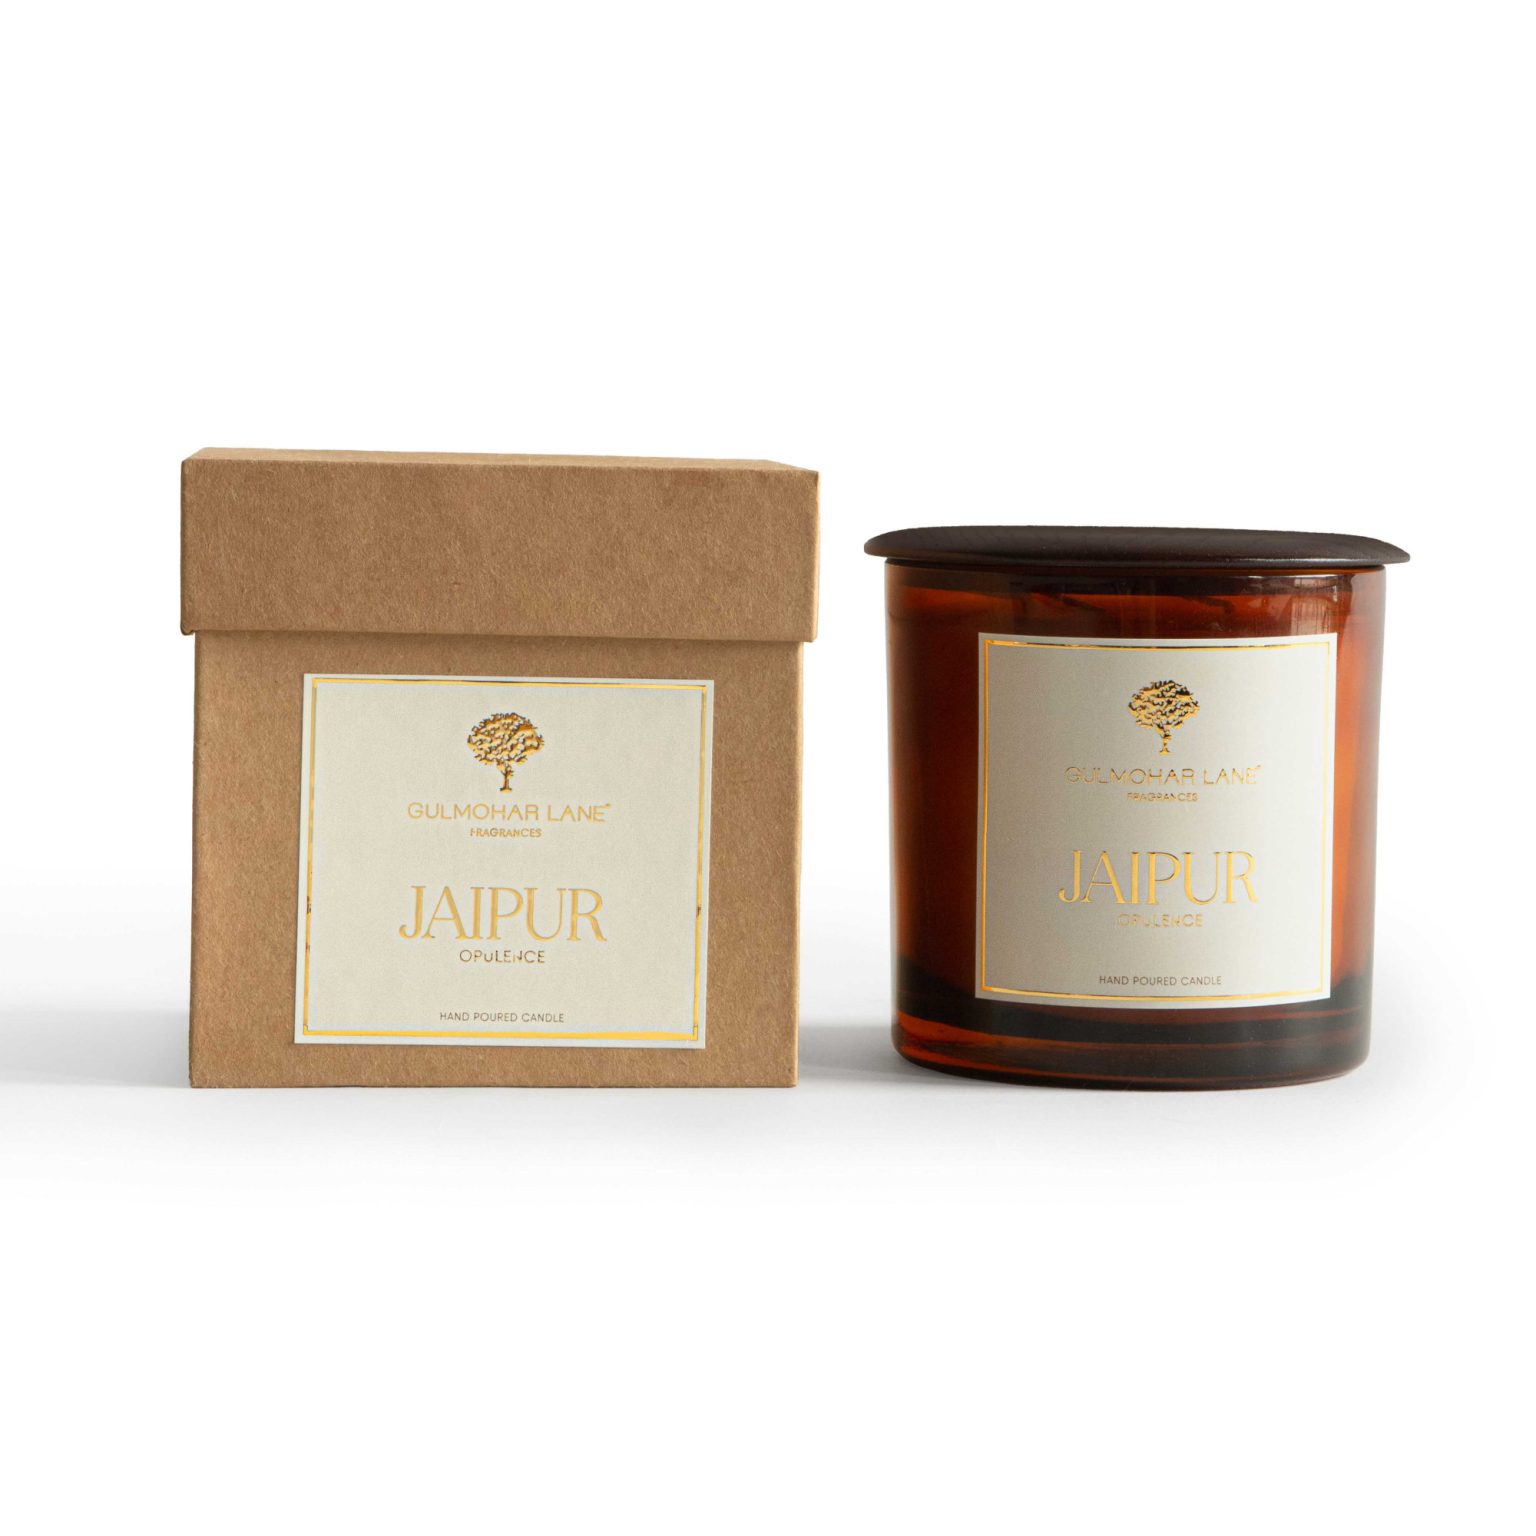 GULMOHAR LANE
FRAGRANCES
JAIPUR
OPULENCE
HAND POURED CANDLE
GULMOHAR LANE
FRAGRANCES
JAIPUR
OPULENCE
HAND POURED CANDLE